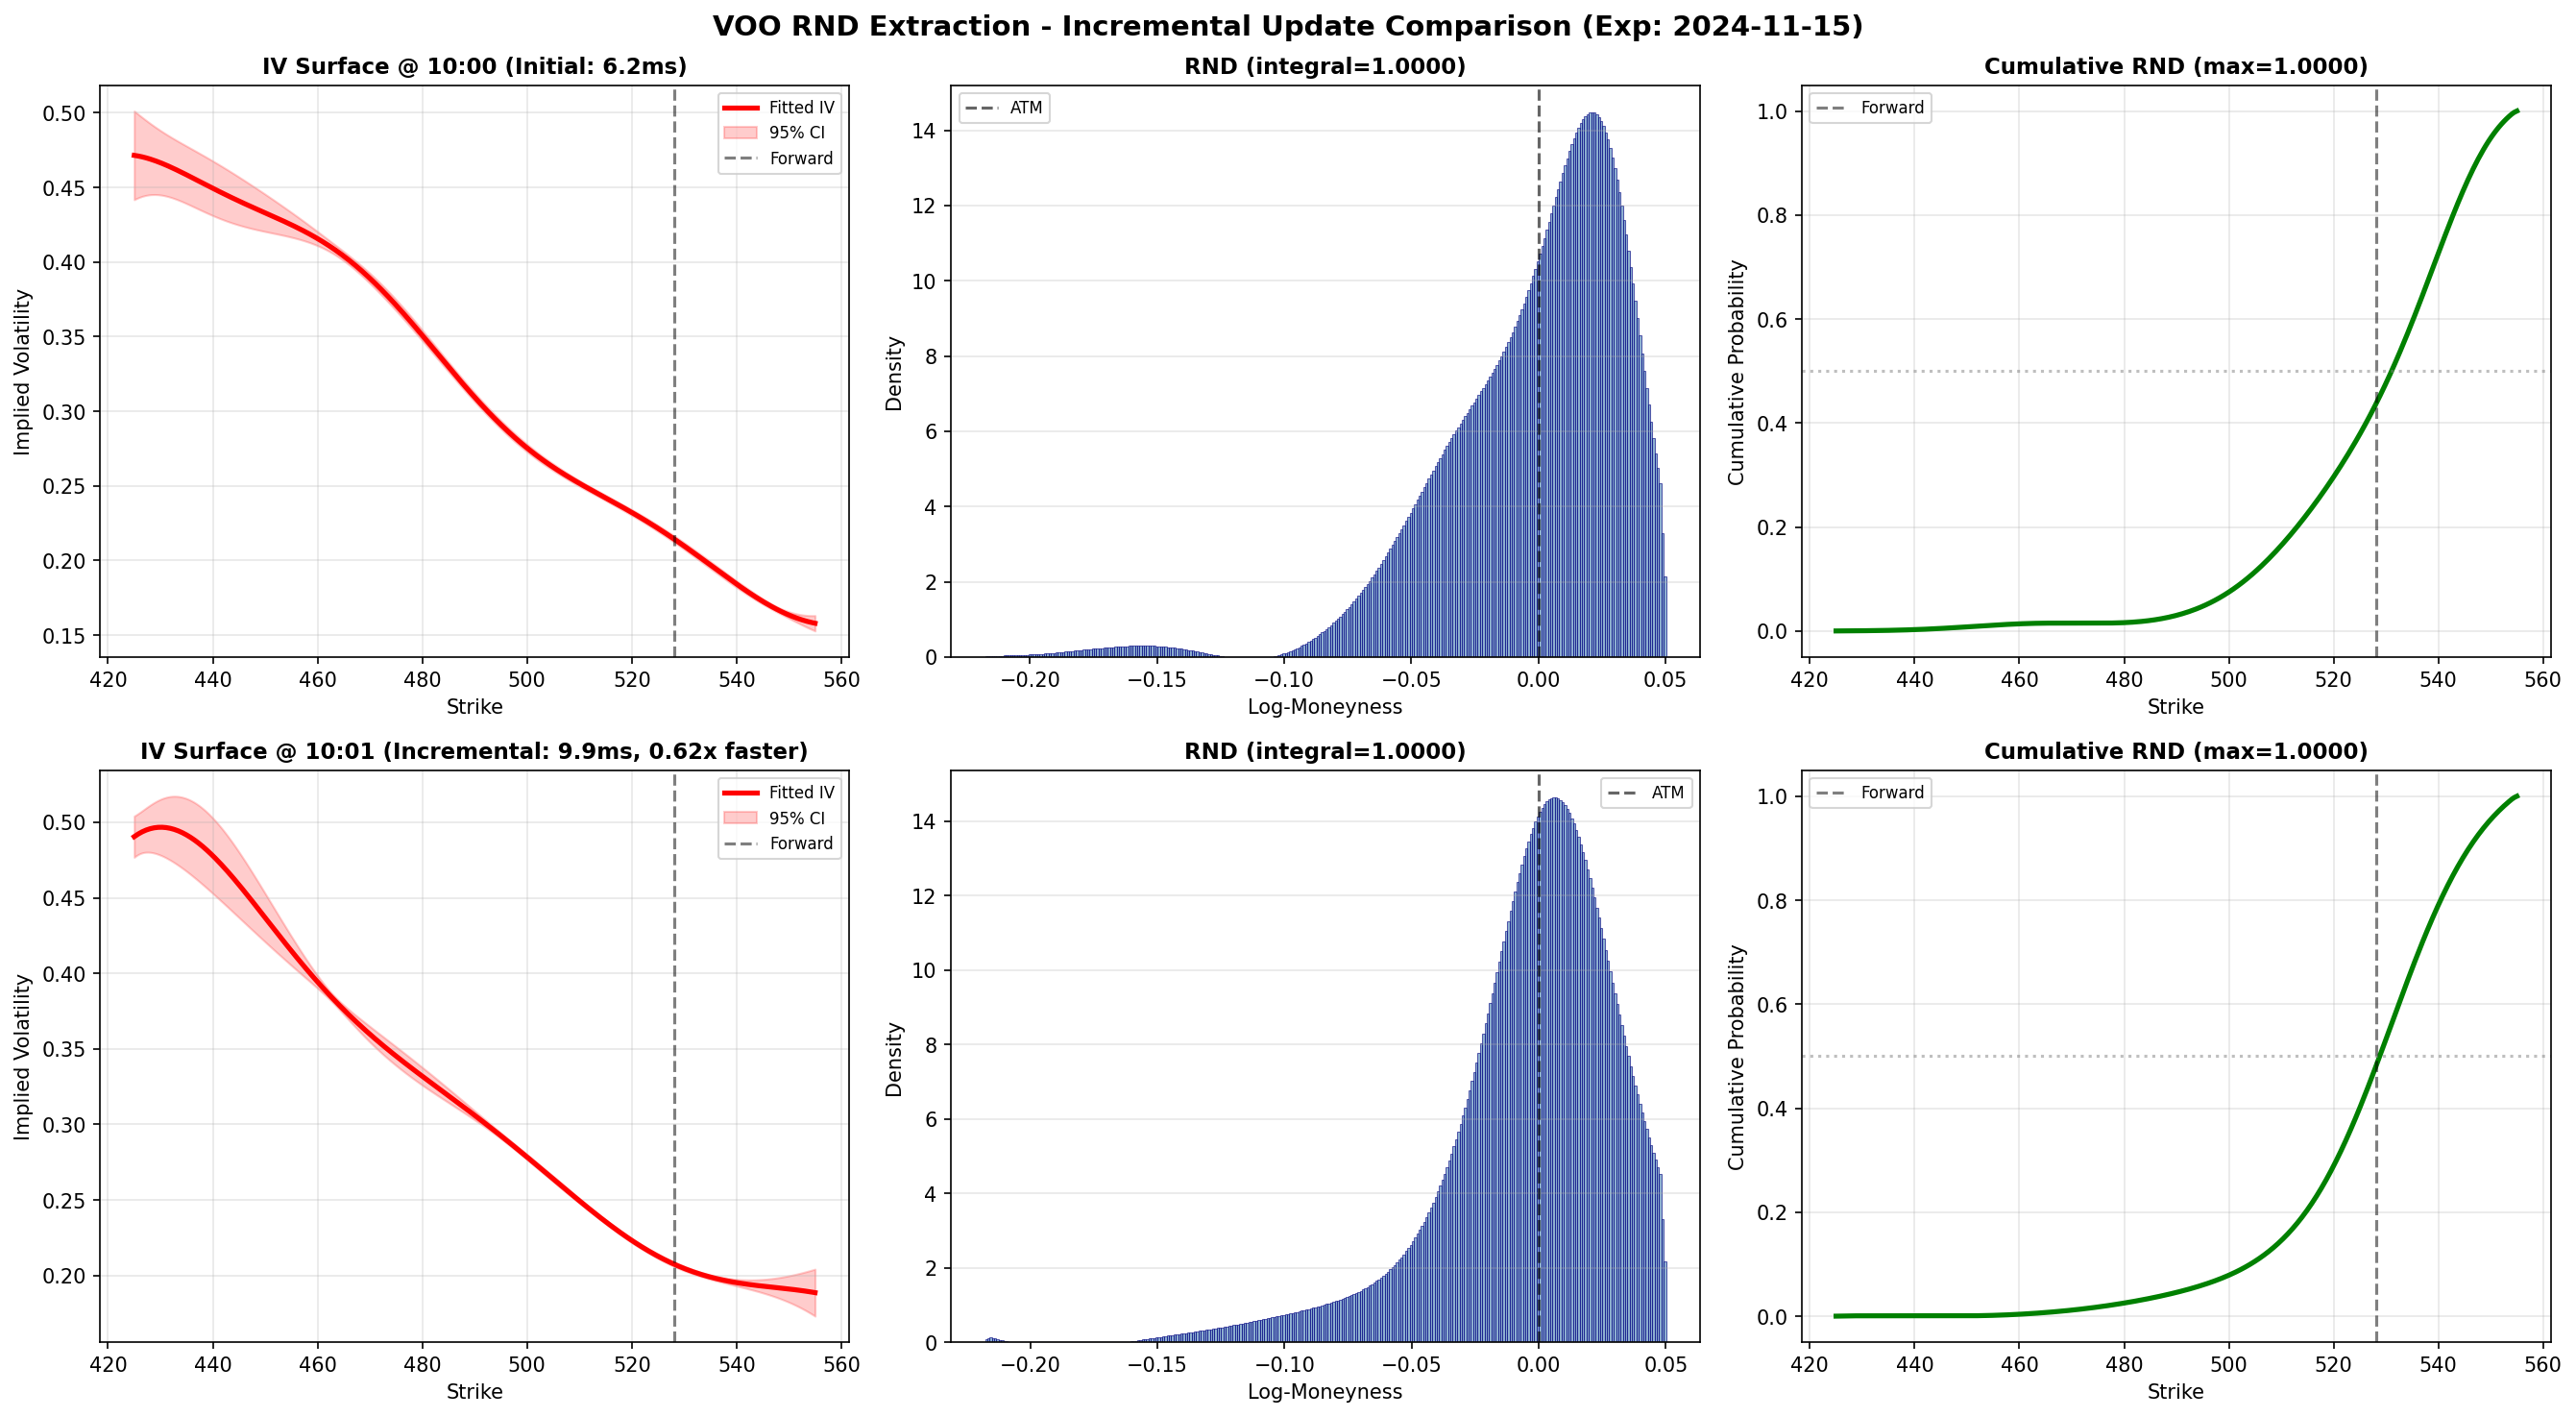 VOO RND Extraction - Incremental Update Comparison (Exp: 2024-11-15)
IV Surface @ 10:00 (Initial: 6.2ms)
Implied Volatility
0.50
0.45
0.40
0.35
0.30
0.25
0.20
0.15
Fitted IV
95% CI
Forward
420 440 460 480 500 520 540 560
Strike
RND (integral=1.0000)
Density
14
12
10
8
6
4
2
0
ATM
−0.20 −0.15 −0.10 −0.05 0.00 0.05
Log-Moneyness
Cumulative RND (max=1.0000)
Cumulative Probability
1.0
0.8
0.6
0.4
0.2
0.0
Forward
420 440 460 480 500 520 540 560
Strike
IV Surface @ 10:01 (Incremental: 9.9ms, 0.62x faster)
Implied Volatility
0.50
0.45
0.40
0.35
0.30
0.25
0.20
Fitted IV
95% CI
Forward
420 440 460 480 500 520 540 560
Strike
RND (integral=1.0000)
Density
14
12
10
8
6
4
2
0
ATM
−0.20 −0.15 −0.10 −0.05 0.00 0.05
Log-Moneyness
Cumulative RND (max=1.0000)
Cumulative Probability
1.0
0.8
0.6
0.4
0.2
0.0
Forward
420 440 460 480 500 520 540 560
Strike